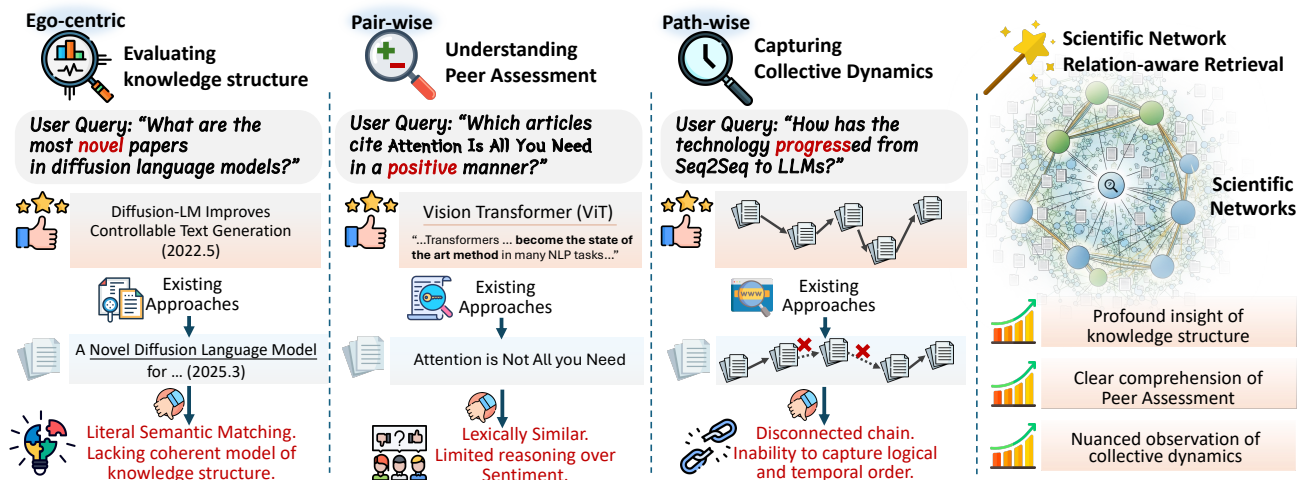 Ego-centric
Evaluating
knowledge structure
User Query: “What are the
most novel papers
in diffusion language models?”
Diffusion-LM Improves
Controllable Text Generation
(2022.5)
Existing
Approaches
A Novel Diffusion Language Model
for ... (2025.3)
Literal Semantic Matching.
Lacking coherent model of
knowledge structure.
Pair-wise
Understanding
Peer Assessment
User Query: “Which articles
cite Attention Is All You Need
in a positive manner?”
Vision Transformer (ViT)
“...Transformers ... become the state of
the art method in many NLP tasks...”
Existing
Approaches
Attention is Not All you Need
Lexically Similar.
Limited reasoning over
Sentiment.
Path-wise
Capturing
Collective Dynamics
User Query: “How has the
technology progressed from
Seq2Seq to LLMs?”
WWW
Existing
Approaches
Disconnected chain.
Inability to capture logical
and temporal order.
Scientific Network
Relation-aware Retrieval
Scientific
Networks
Profound insight of
knowledge structure
Clear comprehension of
Peer Assessment
Nuanced observation of
collective dynamics